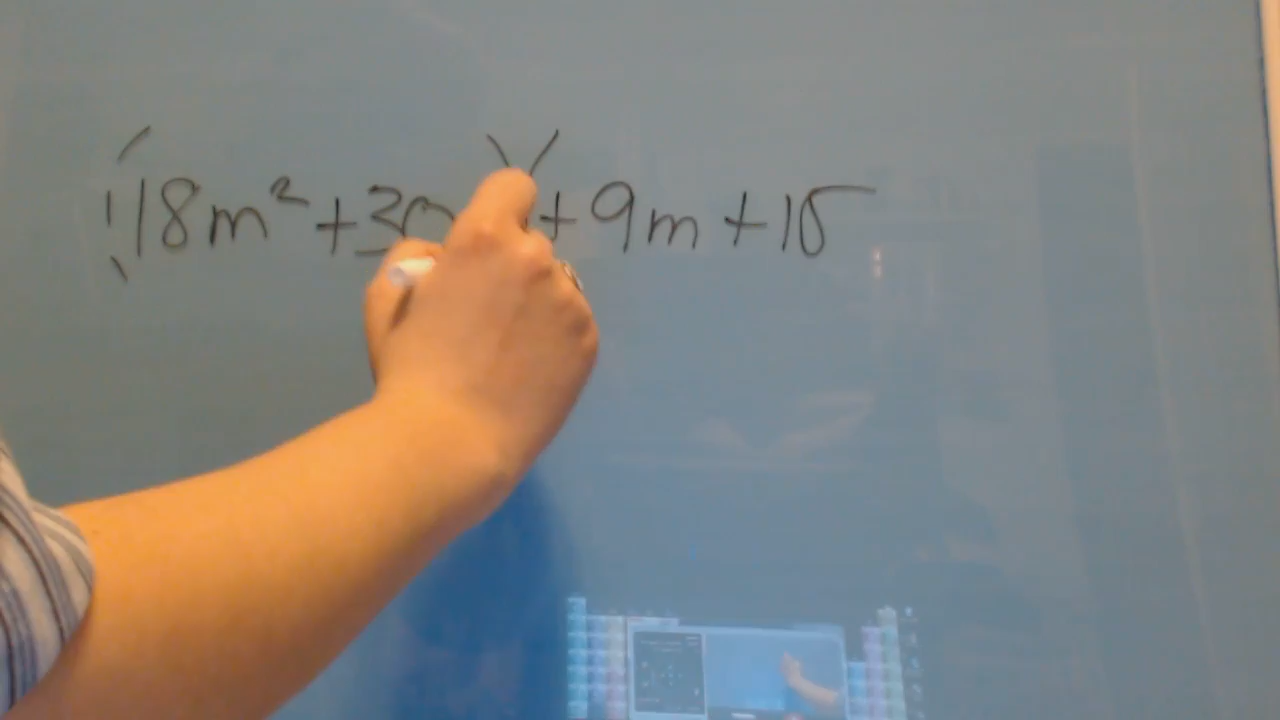 (18m² + 30m) + 9m + 15